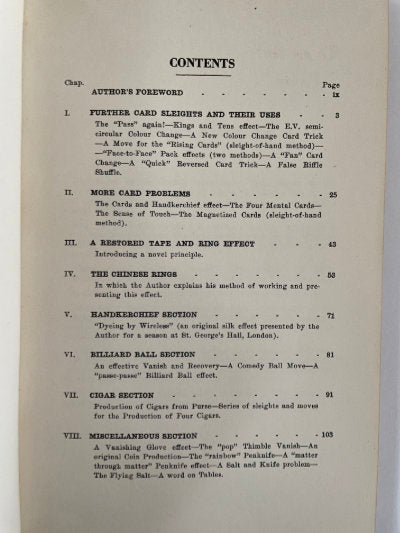 CONTENTS
Chap. Page
AUTHOR'S FOREWORD - - - - - - ix
I. FURTHER CARD SLEIGHTS AND THEIR USES - - 3
The "Pass" again!—Kings and Tens effect—The E.V. semi-
circular Colour Change—A New Colour Change Card Trick
—A Move for the "Rising Cards" (sleight-of-hand method)—
—"Face-to-Face" Pack effects (two methods)—A "Fan" Card
Change—A "Quick" Reversed Card Trick—A False Riffle
Shuffle.
II. MORE CARD PROBLEMS - - - - - 25
The Cards and Handkerchief effect—The Four Mental Cards—
The Sense of Touch—The Magnetized Cards (sleight-of-hand
method).
III. A RESTORED TAPE AND RING EFFECT - - - 43
Introducing a novel principle.
IV. THE CHINESE RINGS - - - - - - 53
In which the Author explains his method of working and pre-
senting this effect.
V. HANDKERCHIEF SECTION - - - - - 71
"Dyeing by Wireless" (an original silk effect presented by the
Author for a season at St. George's Hall, London).
VI. BILLIARD BALL SECTION - - - - - 81
An effective Vanish and Recovery—A Comedy Ball Move—A
"passe-passe" Billiard Ball effect.
VII. CIGAR SECTION - - - - - - - 91
Production of Cigars from Purse—Series of sleights and moves
for the Production of Four Cigars.
VIII. MISCELLANEOUS SECTION - - - - - 103
A Vanishing Glove effect—The "pop" Thimble Vanish—An
original Coin Production—The "rainbow" Penknife—A "matter
through matter" Penknife effect—A Salt and Knife problem—
The Flying Salt—A word on Tables.